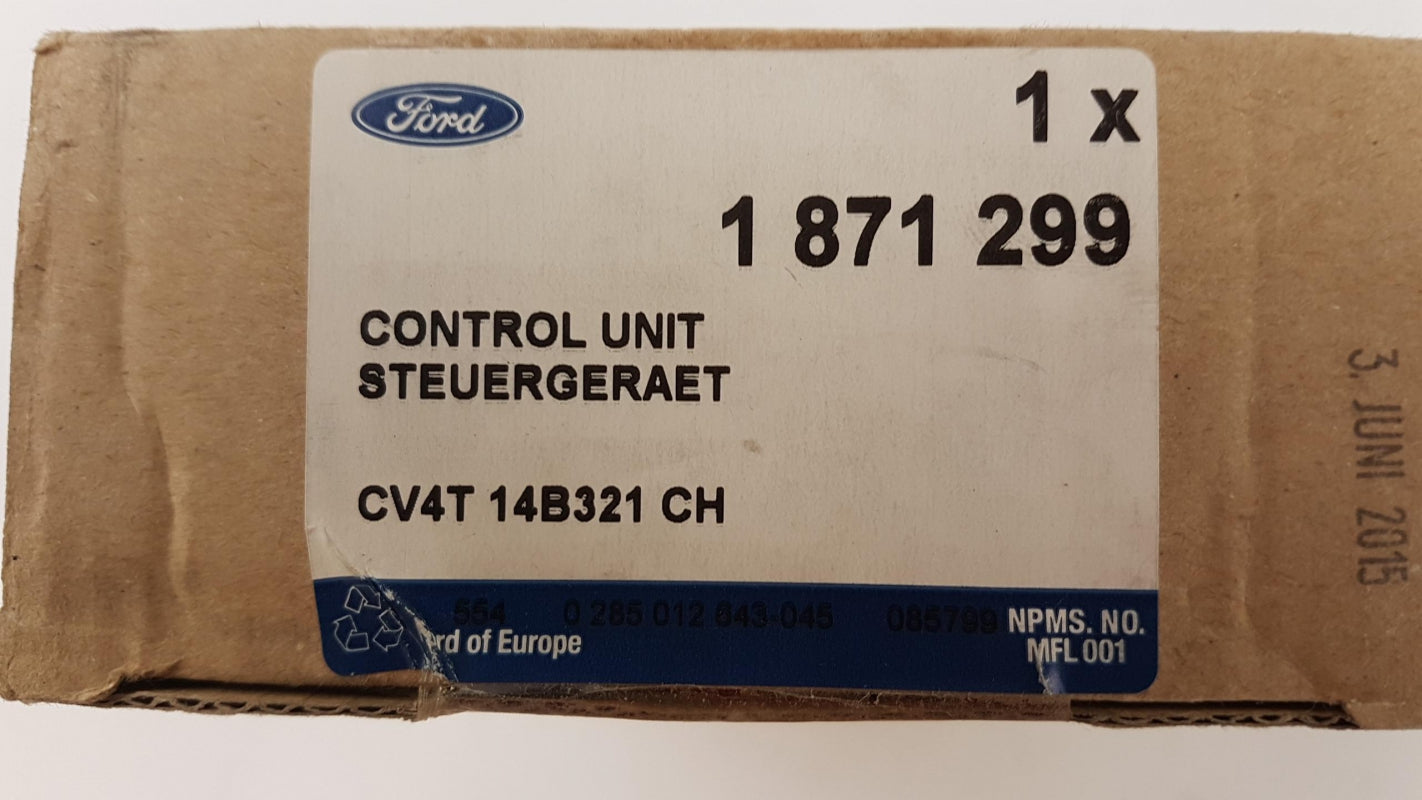 Ford
1 x
1 871 299
CONTROL UNIT
STEUERGERAET
CV4T 14B321 CH
554 0 285 012 843-045 085799 NPMS. NO.
rd of Europe MFL 001
3. JUNI 2015